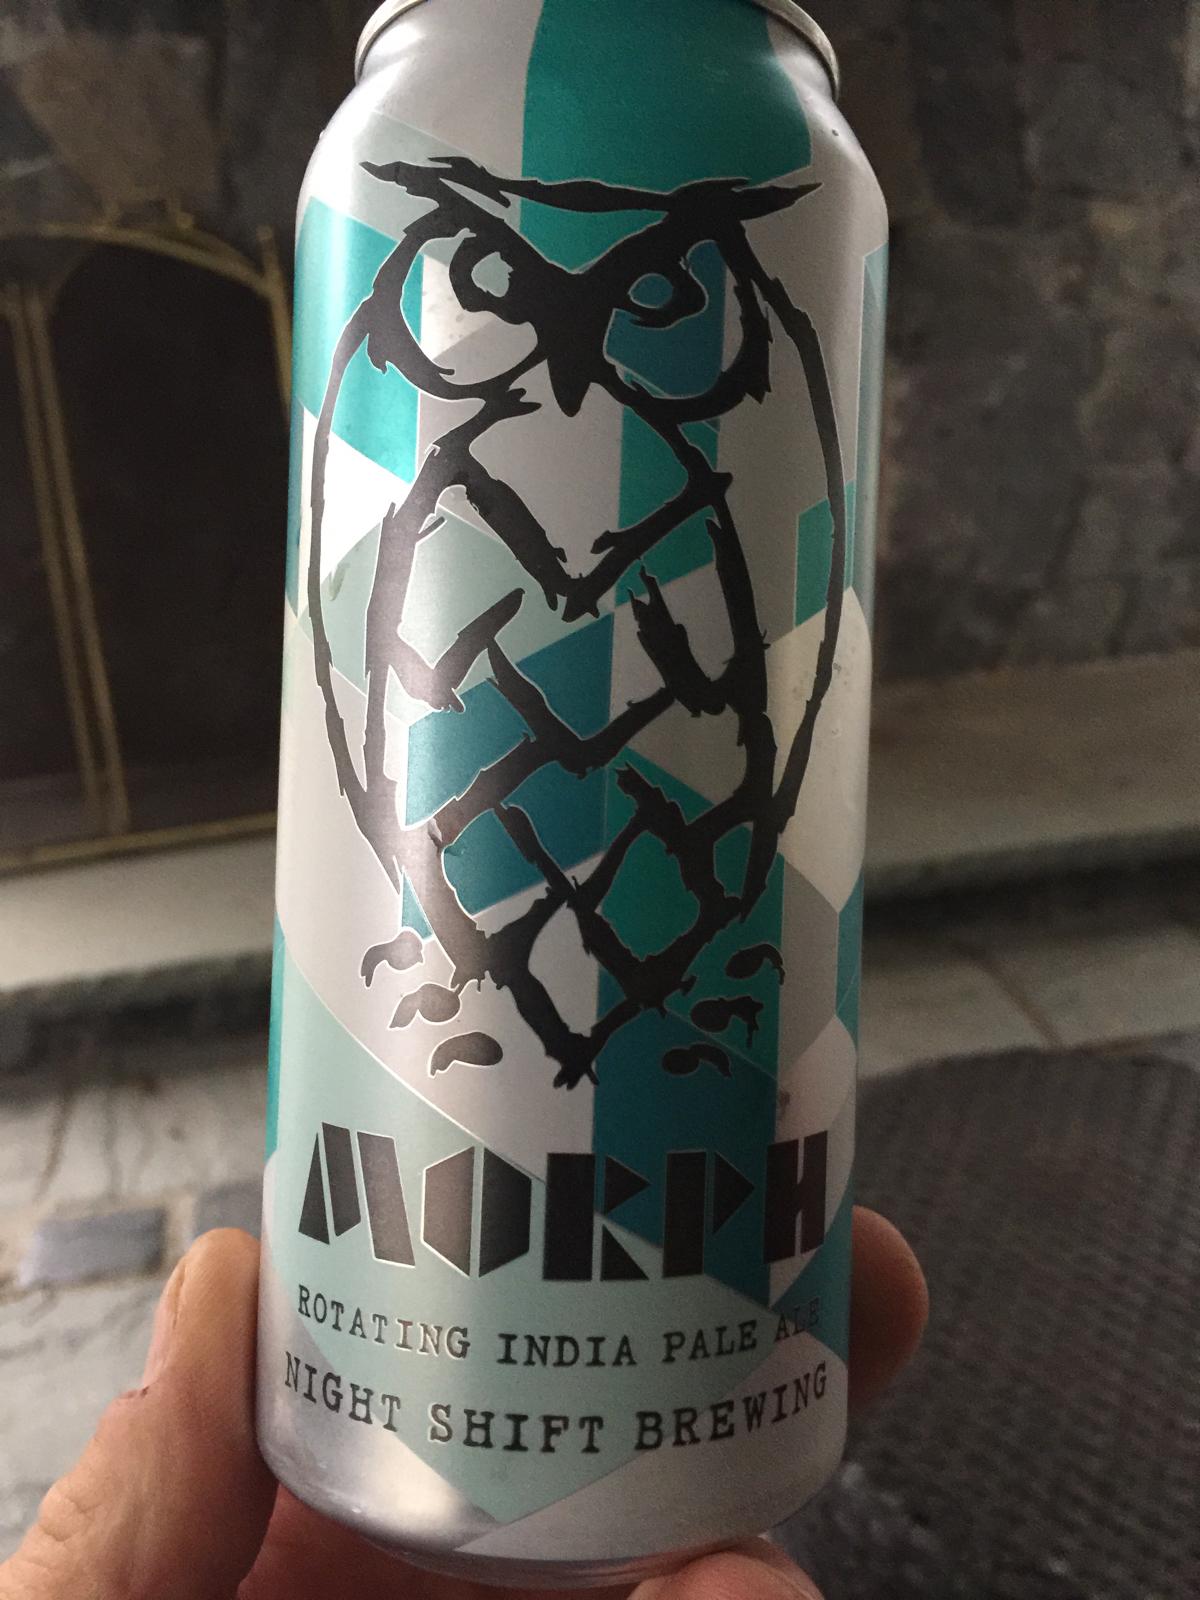 MORPH
ROTATING INDIA PALE ALE
NIGHT SHIFT BREWING